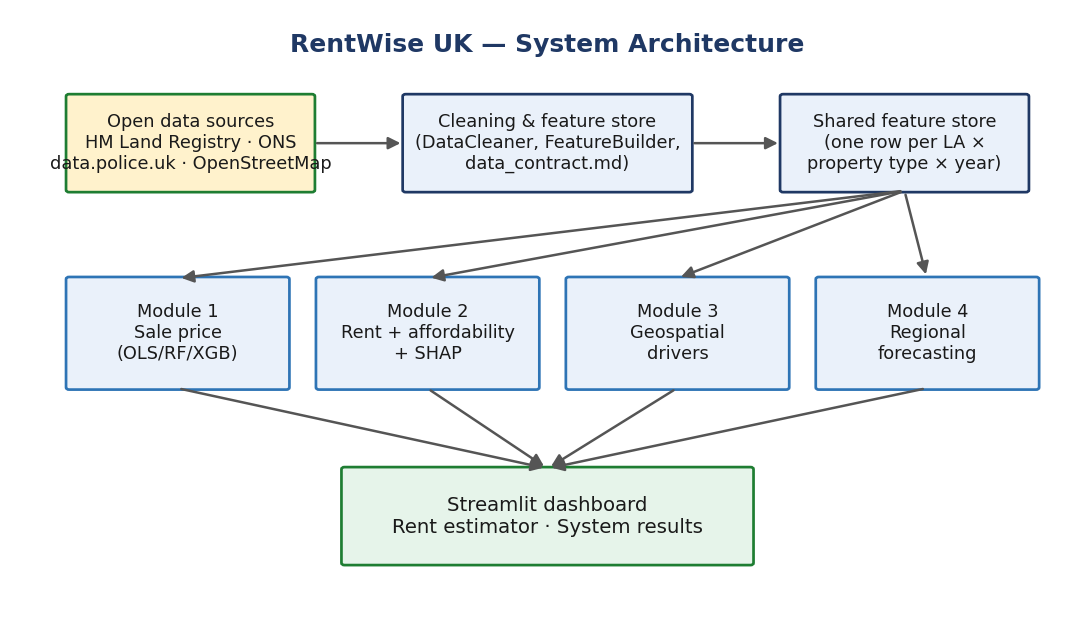 RentWise UK — System Architecture
Open data sources
HM Land Registry · ONS
data.police.uk · OpenStreetMap
Cleaning & feature store
(DataCleaner, FeatureBuilder,
data_contract.md)
Shared feature store
(one row per LA ×
property type × year)
Module 1
Sale price
(OLS/RF/XGB)
Module 2
Rent + affordability
+ SHAP
Module 3
Geospatial
drivers
Module 4
Regional
forecasting
Streamlit dashboard
Rent estimator · System results